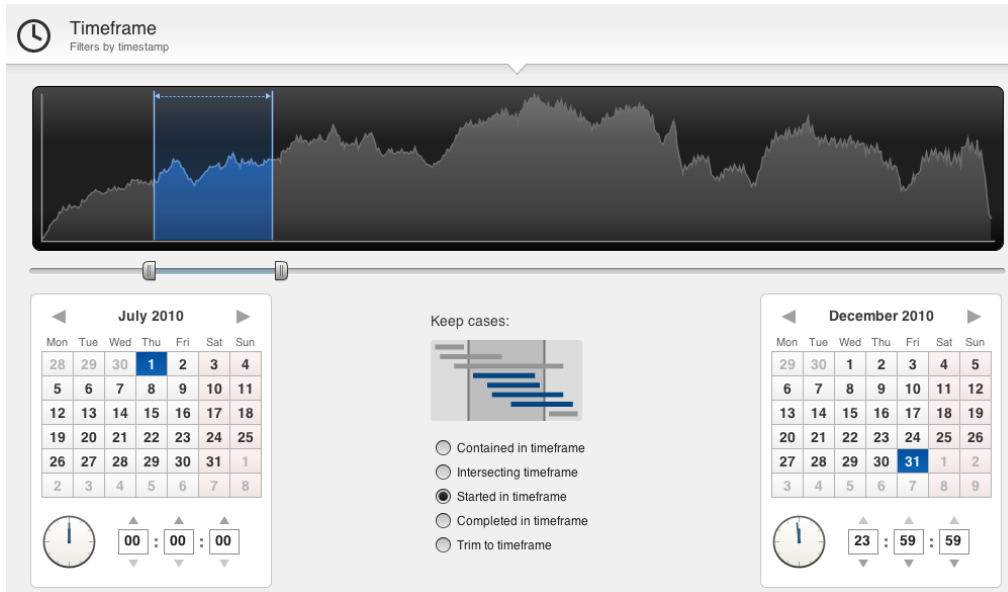 Timeframe
Filters by timestamp
July 2010
Mon Tue Wed Thu Fri Sat Sun
28 29 30 1 2 3 4
5 6 7 8 9 10 11
12 13 14 15 16 17 18
19 20 21 22 23 24 25
26 27 28 29 30 31 1
2 3 4 5 6 7 8
00 : 00 : 00
Keep cases:
Contained in timeframe
Intersecting timeframe
Started in timeframe
Completed in timeframe
Trim to timeframe
December 2010
Mon Tue Wed Thu Fri Sat Sun
29 30 1 2 3 4 5
6 7 8 9 10 11 12
13 14 15 16 17 18 19
20 21 22 23 24 25 26
27 28 29 30 31 1 2
3 4 5 6 7 8 9
23 : 59 : 59